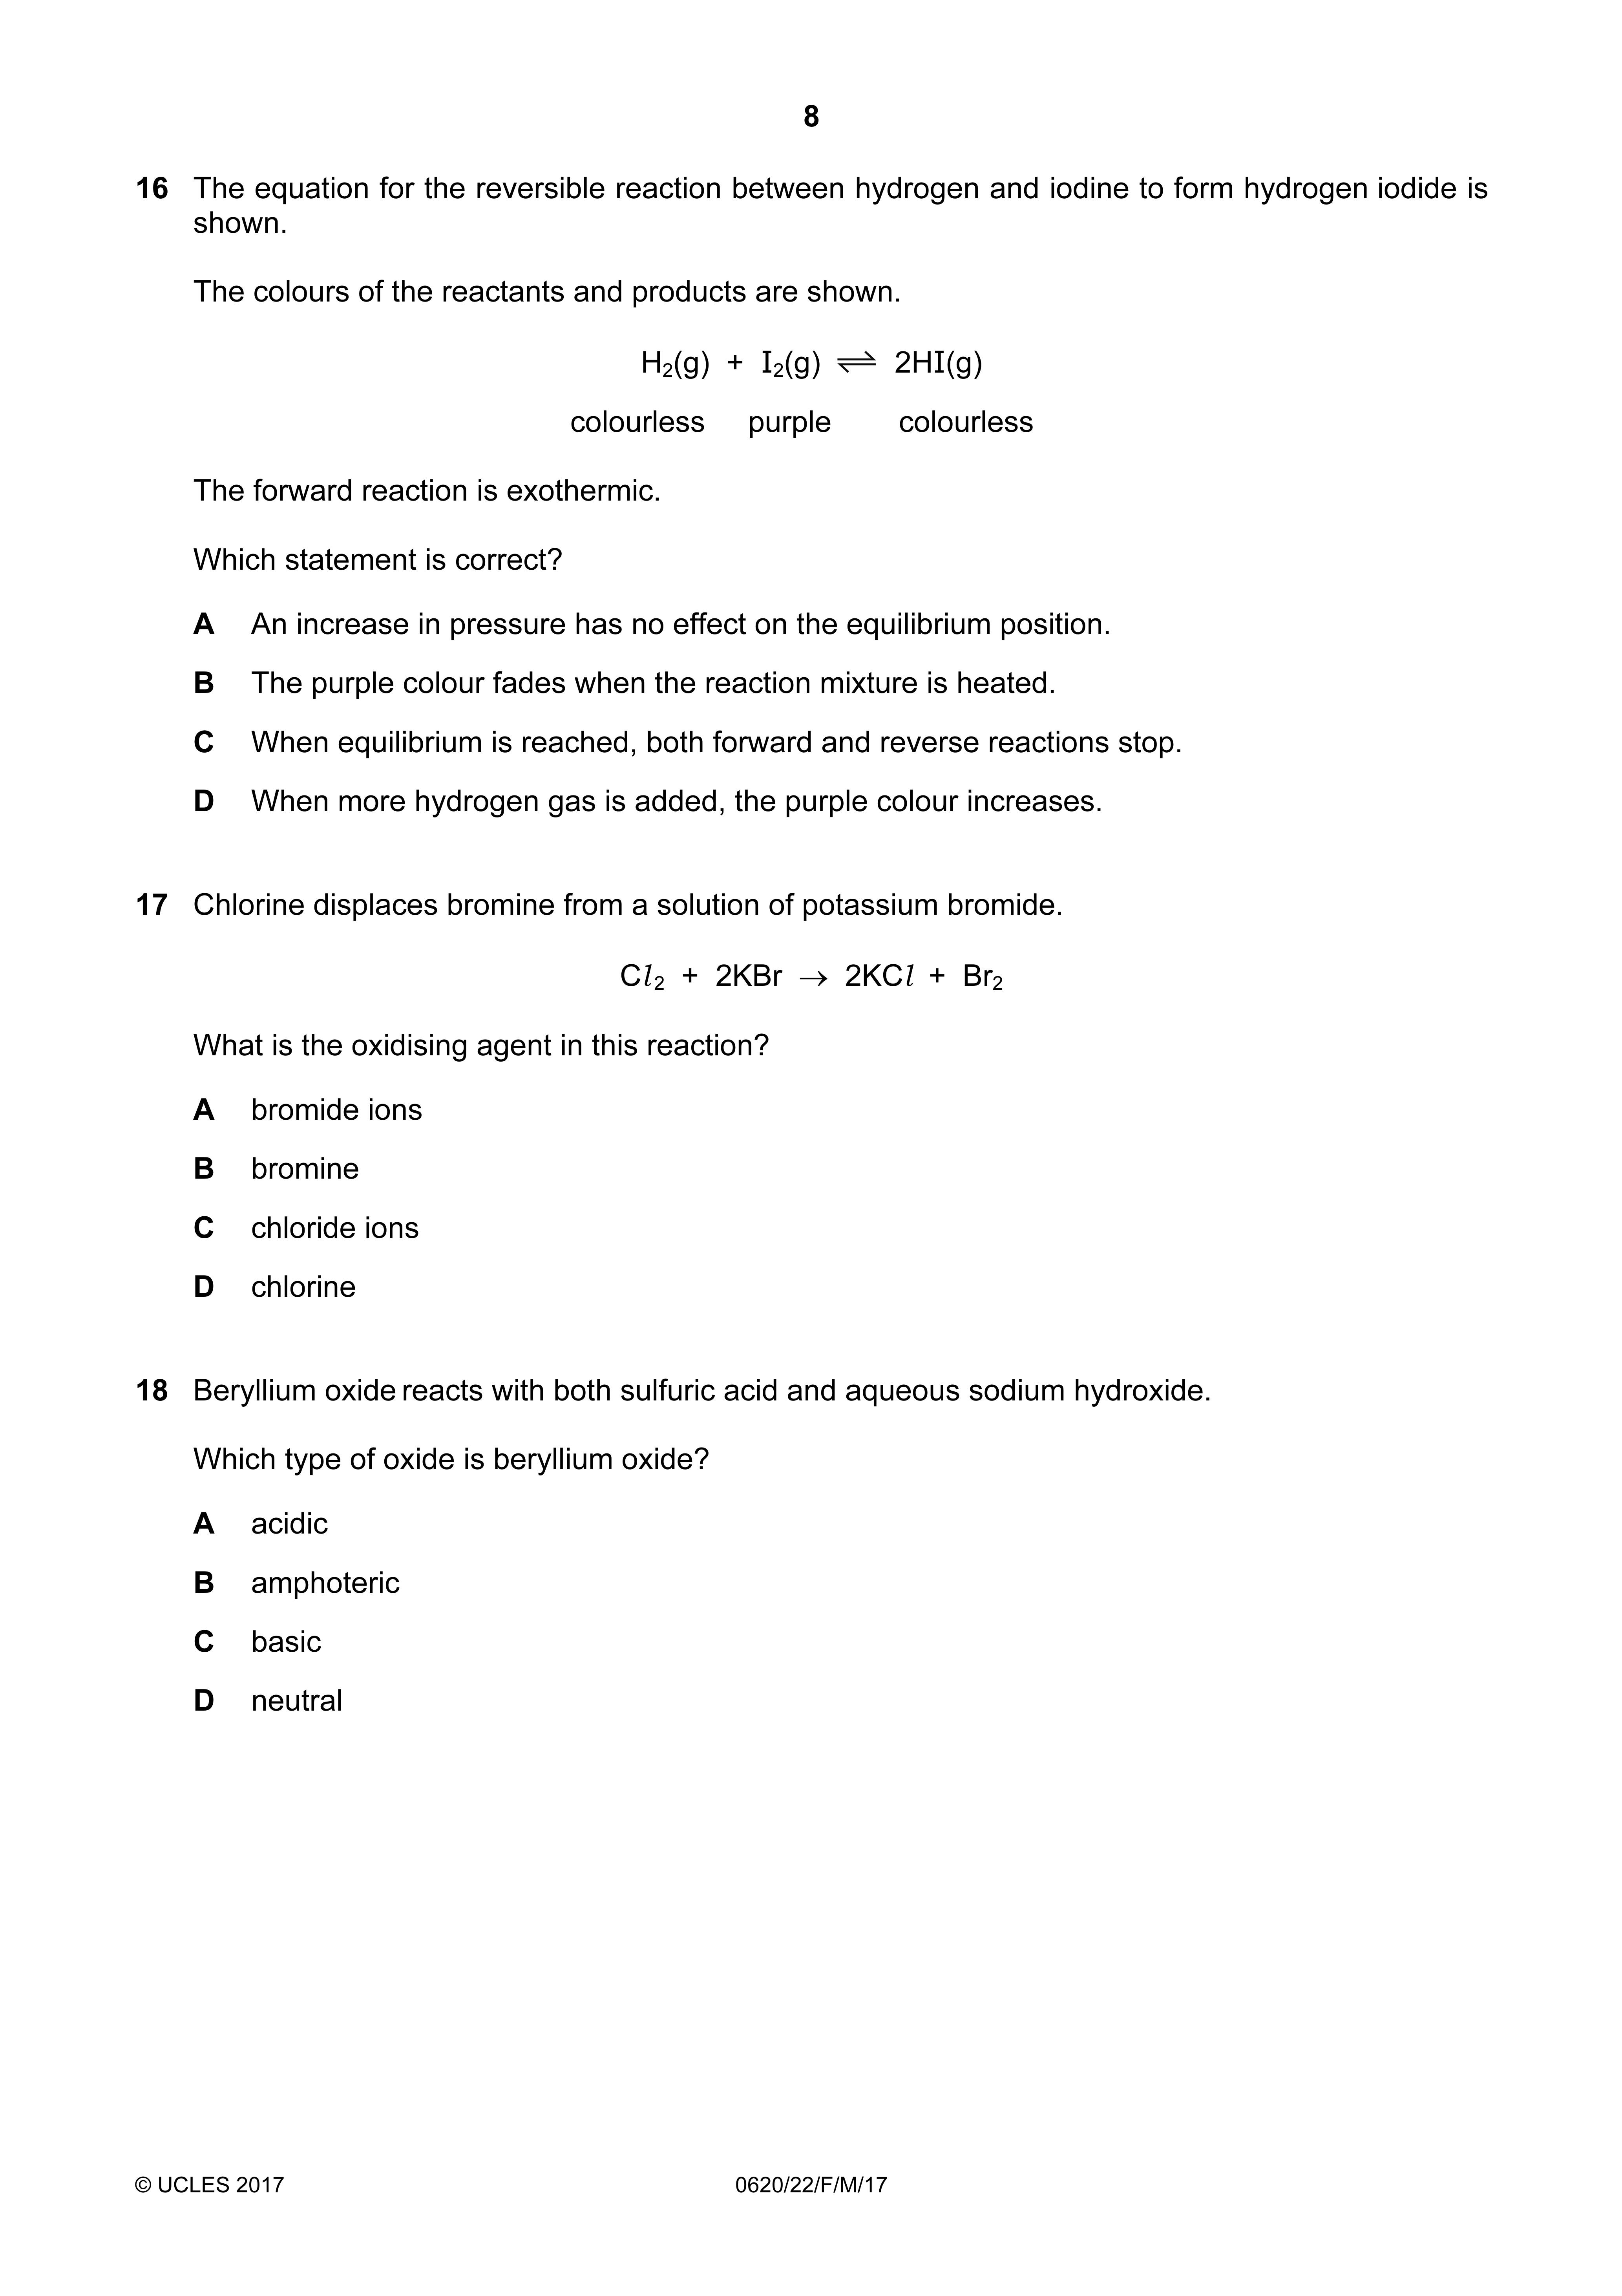 8
16 The equation for the reversible reaction between hydrogen and iodine to form hydrogen iodide is
shown.
The colours of the reactants and products are shown.
H₂(g) + I₂(g) ⇌ 2HI(g)
colourless purple colourless
The forward reaction is exothermic.
Which statement is correct?
A An increase in pressure has no effect on the equilibrium position.
B The purple colour fades when the reaction mixture is heated.
C When equilibrium is reached, both forward and reverse reactions stop.
D When more hydrogen gas is added, the purple colour increases.
17 Chlorine displaces bromine from a solution of potassium bromide.
Cl₂ + 2KBr → 2KCl + Br₂
What is the oxidising agent in this reaction?
A bromide ions
B bromine
C chloride ions
D chlorine
18 Beryllium oxide reacts with both sulfuric acid and aqueous sodium hydroxide.
Which type of oxide is beryllium oxide?
A acidic
B amphoteric
C basic
D neutral
© UCLES 2017 0620/22/F/M/17